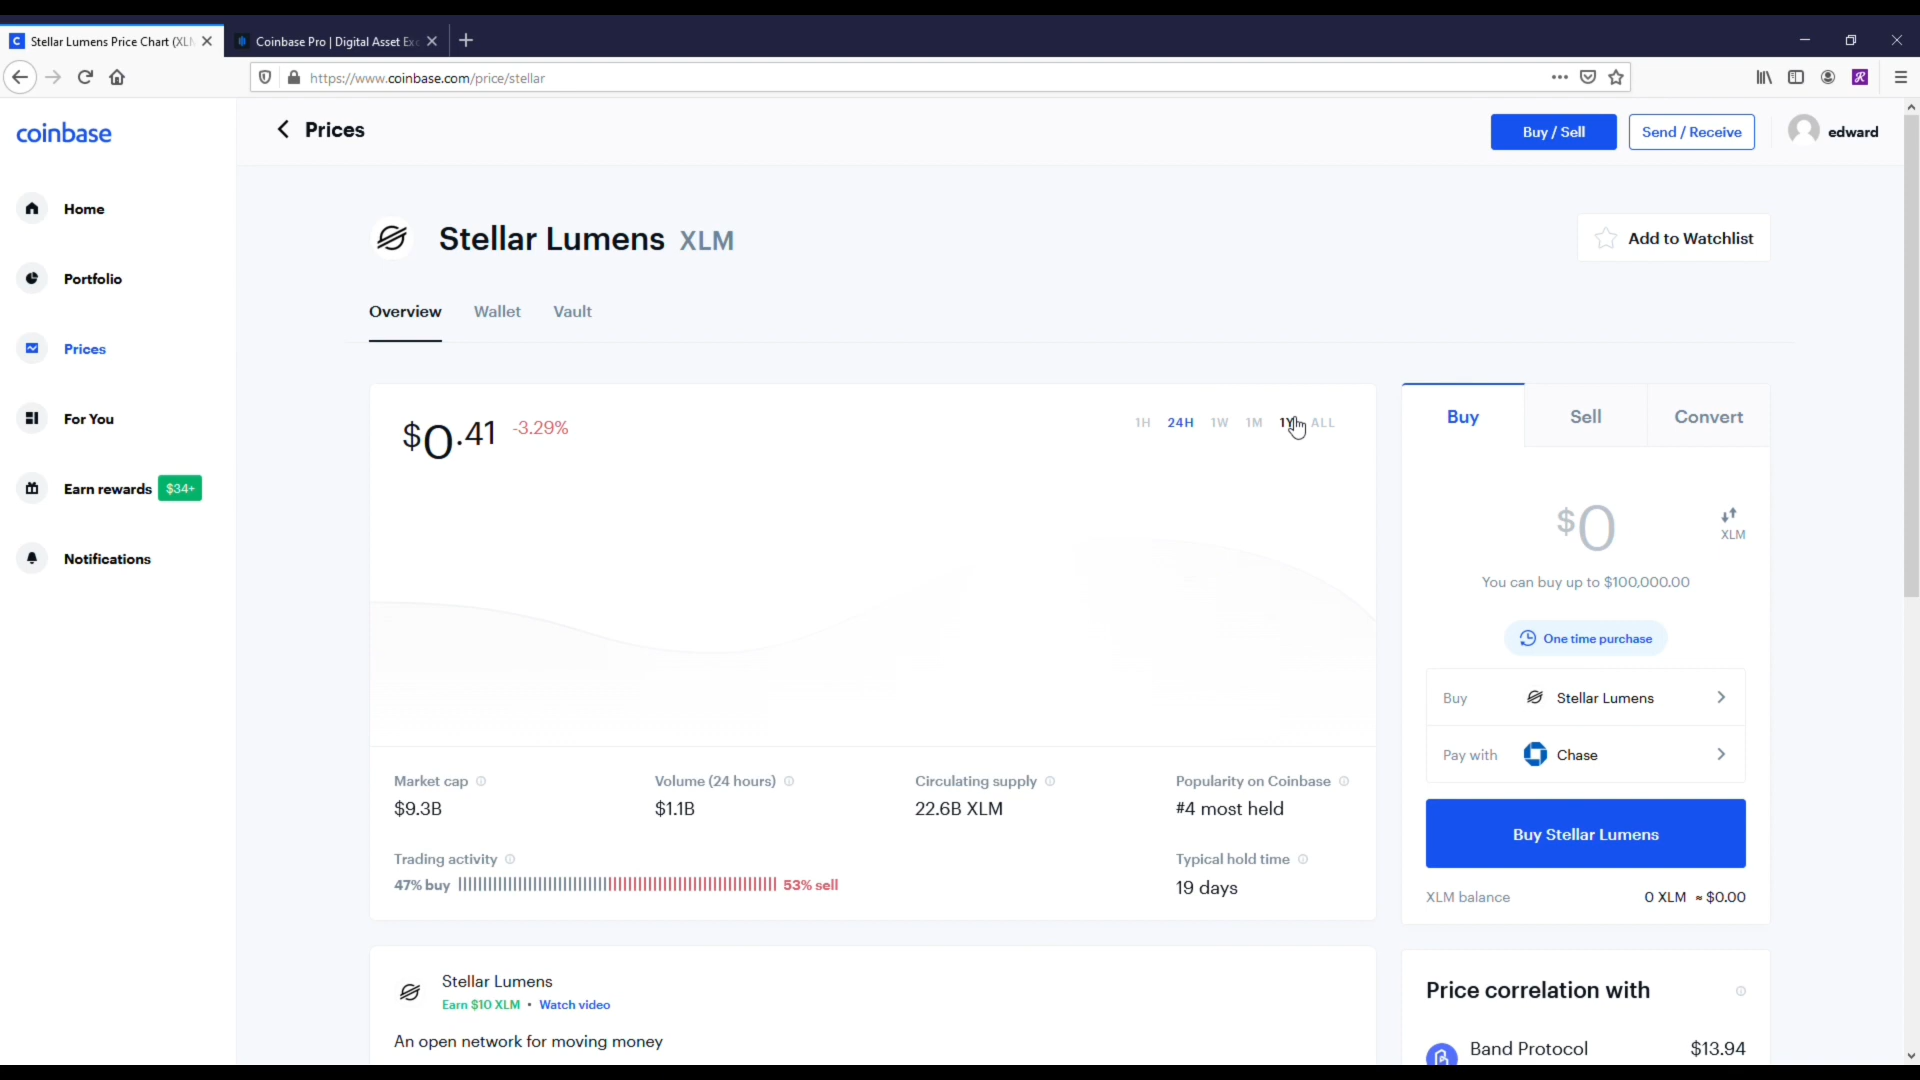 Stellar Lumens Price Chart (XLM
Coinbase Pro | Digital Asset Exc
https://www.coinbase.com/price/stellar
coinbase
Prices
Buy / Sell
Send / Receive
edward
Home
Portfolio
Prices
For You
Earn rewards $34+
Notifications
Stellar Lumens XLM
Add to Watchlist
Overview Wallet Vault
$0.41 -3.29%
1H 24H 1W 1M 1Y ALL
Market cap
$9.3B
Volume (24 hours)
$1.1B
Circulating supply
22.6B XLM
Popularity on Coinbase
#4 most held
Trading activity
47% buy 53% sell
Typical hold time
19 days
Stellar Lumens
Earn $10 XLM • Watch video
An open network for moving money
Buy Sell Convert
$0
XLM
You can buy up to $100,000.00
One time purchase
Buy Stellar Lumens
Pay with Chase
Buy Stellar Lumens
XLM balance 0 XLM ≈ $0.00
Price correlation with
Band Protocol $13.94